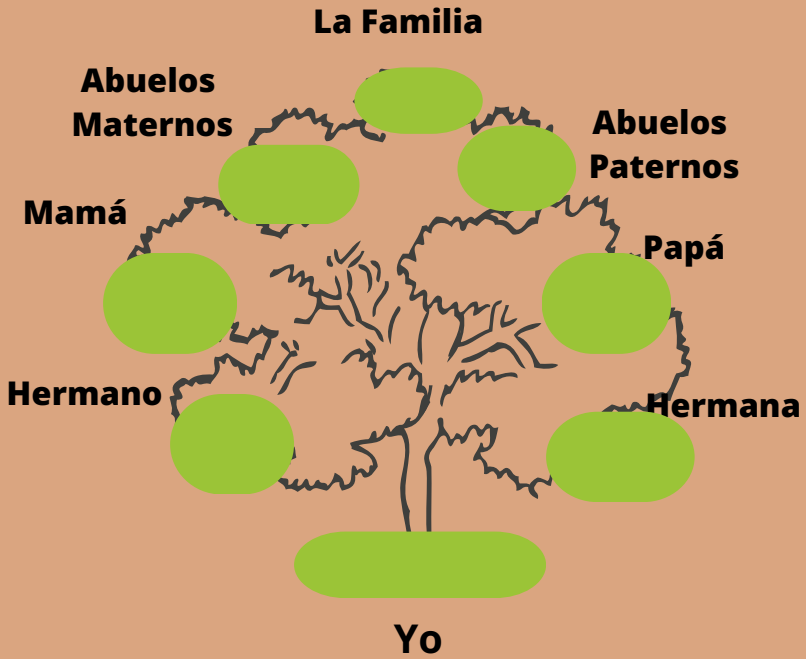 La Familia
Abuelos
Maternos
Abuelos
Paternos
Mamá
Papá
Hermano
Hermana
Yo